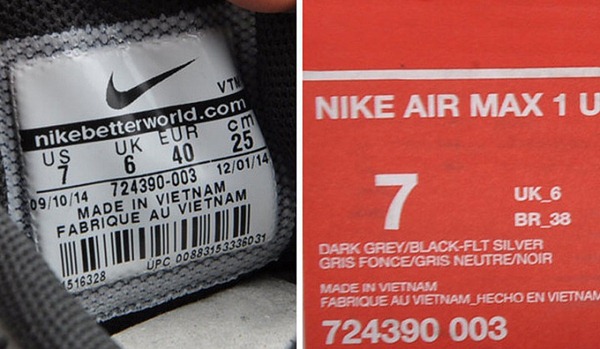 VTN
nikebetterworld.com
US UK EUR cm
7 6 40 25
09/10/14 724390-003 12/01/14
MADE IN VIETNAM
FABRIQUE AU VIETNAM
1516328 UPC 00883153336031
NIKE AIR MAX 1 U
7
UK_6
BR_38
DARK GREY/BLACK-FLT SILVER
GRIS FONCE/GRIS NEUTRE/NOIR
MADE IN VIETNAM
FABRIQUE AU VIETNAM_HECHO EN VIETNAM
724390 003